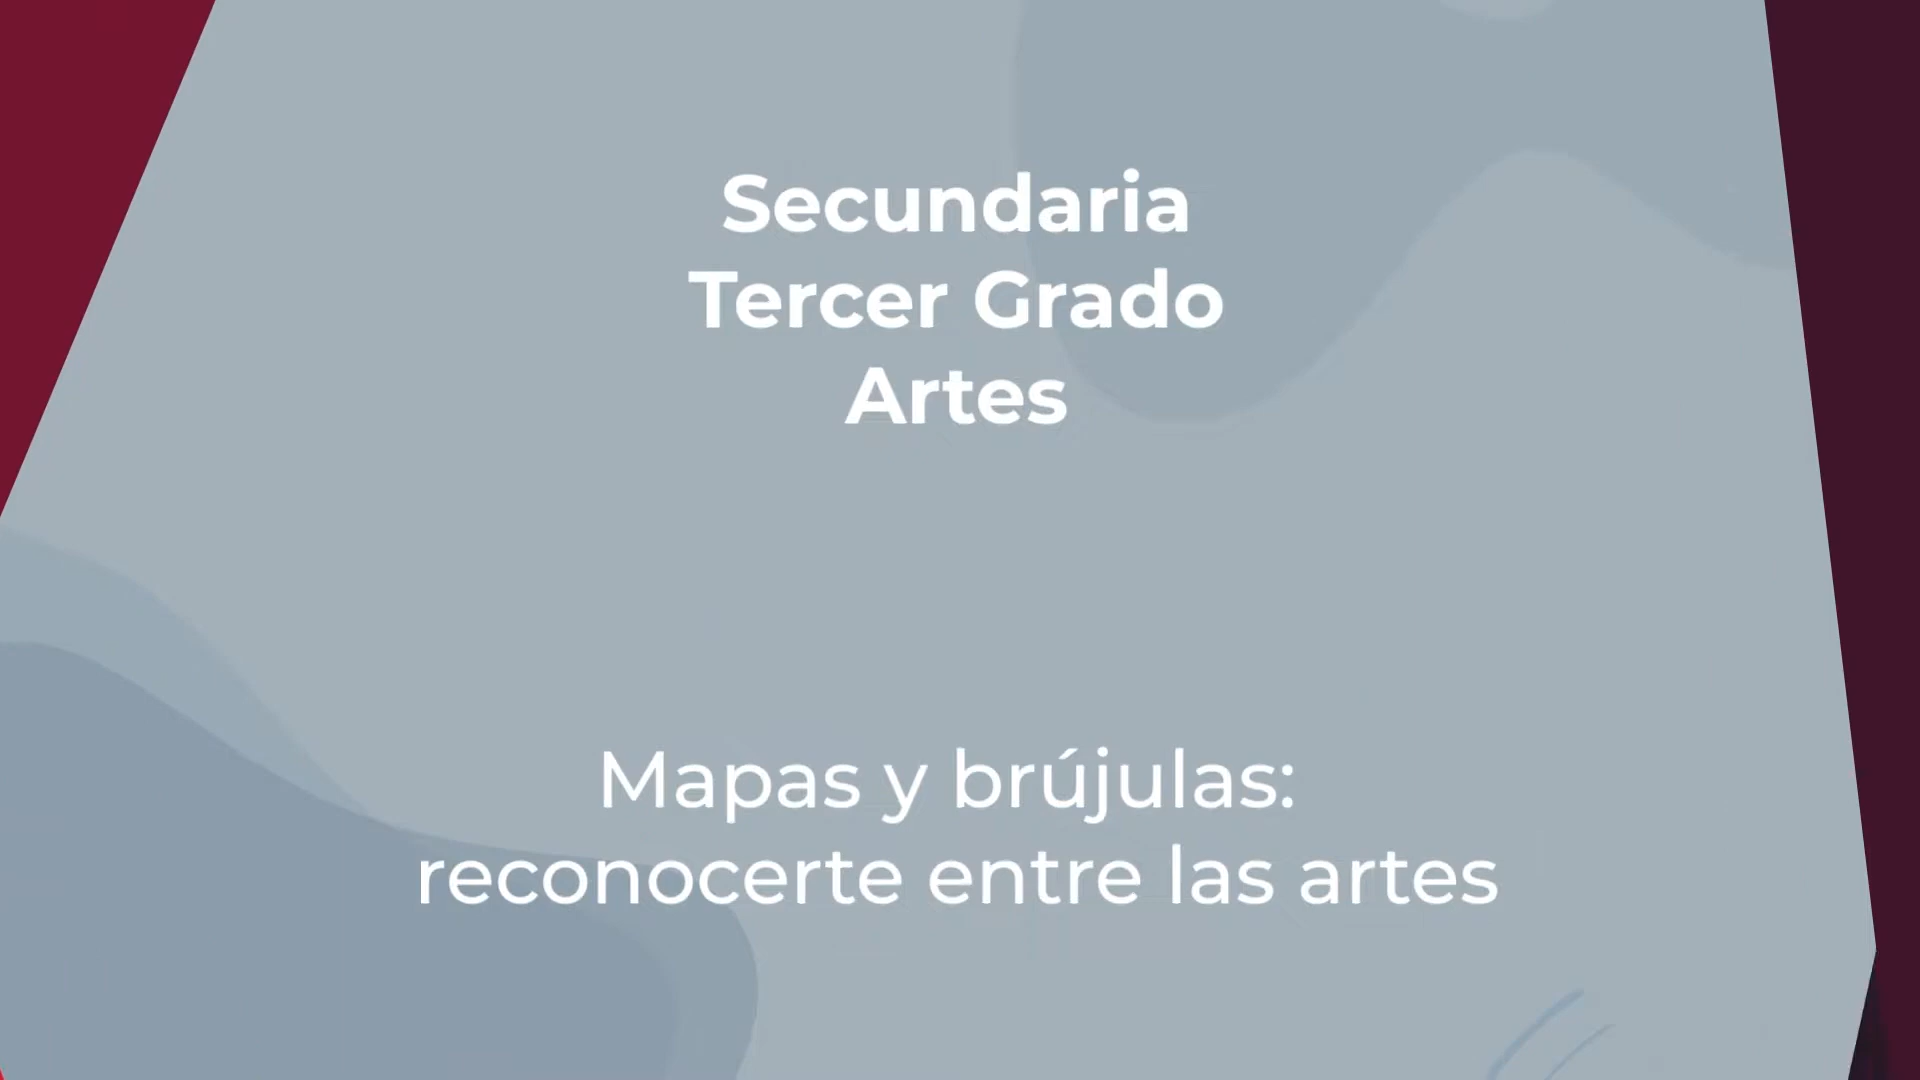 Secundaria
Tercer Grado
Artes
Mapas y brújulas:
reconocerte entre las artes